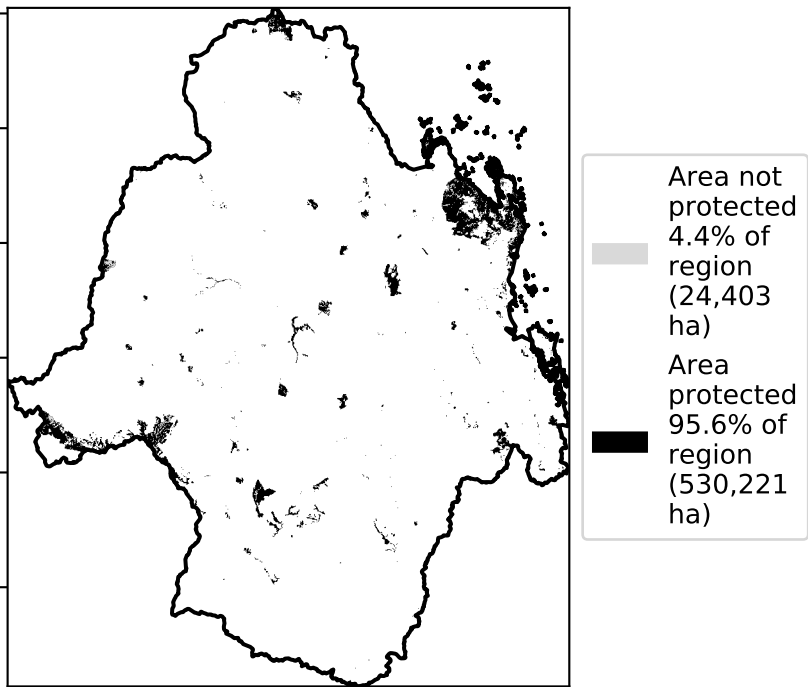 Area not
protected
4.4% of
region
(24,403
ha)
Area
protected
95.6% of
region
(530,221
ha)